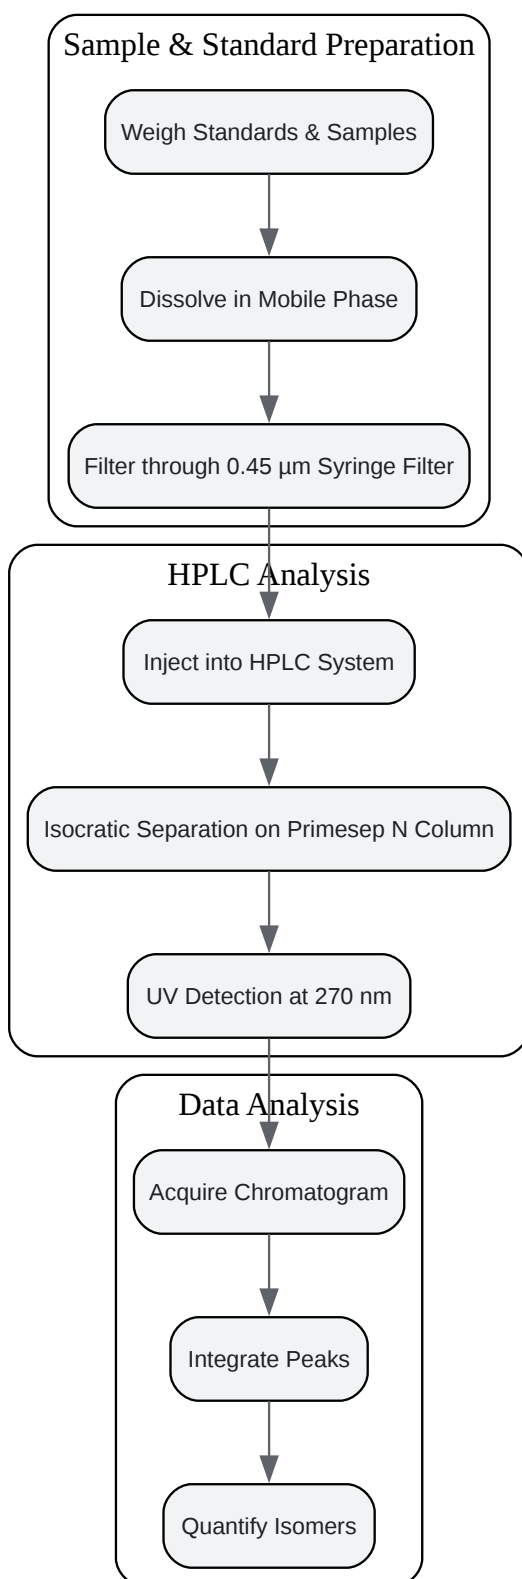 Sample & Standard Preparation
Weigh Standards & Samples
Dissolve in Mobile Phase
Filter through 0.45 µm Syringe Filter
HPLC Analysis
Inject into HPLC System
Isocratic Separation on Primesep N Column
UV Detection at 270 nm
Data Analysis
Acquire Chromatogram
Integrate Peaks
Quantify Isomers